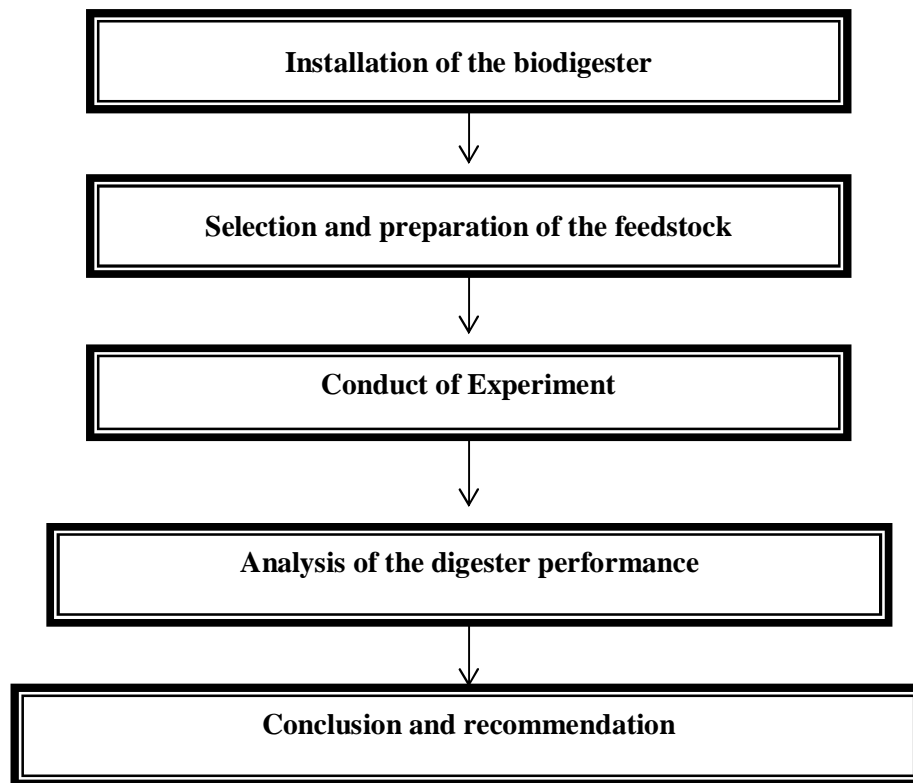 Installation of the biodigester
Selection and preparation of the feedstock
Conduct of Experiment
Analysis of the digester performance
Conclusion and recommendation